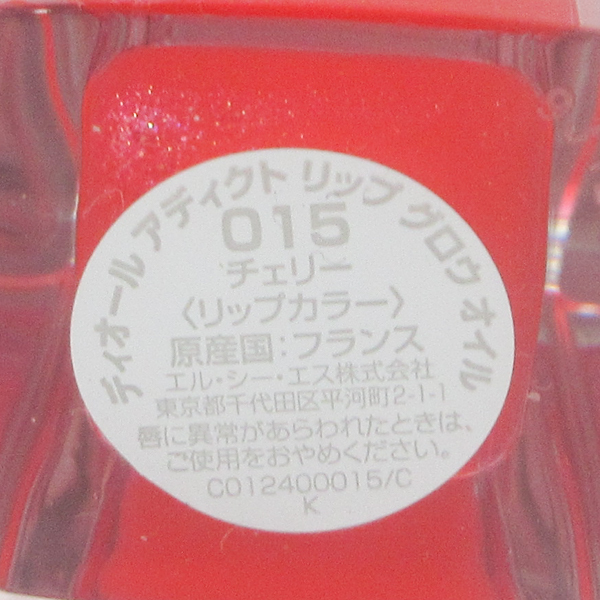 ディオール アディクト リップ グロウ オイル
015
チェリー
〈リップカラー〉
原産国:フランス
エル・シー・エス株式会社
東京都千代田区平河町2-1-1
唇に異常があらわれたときは、
ご使用をおやめください。
C012400015/C
K